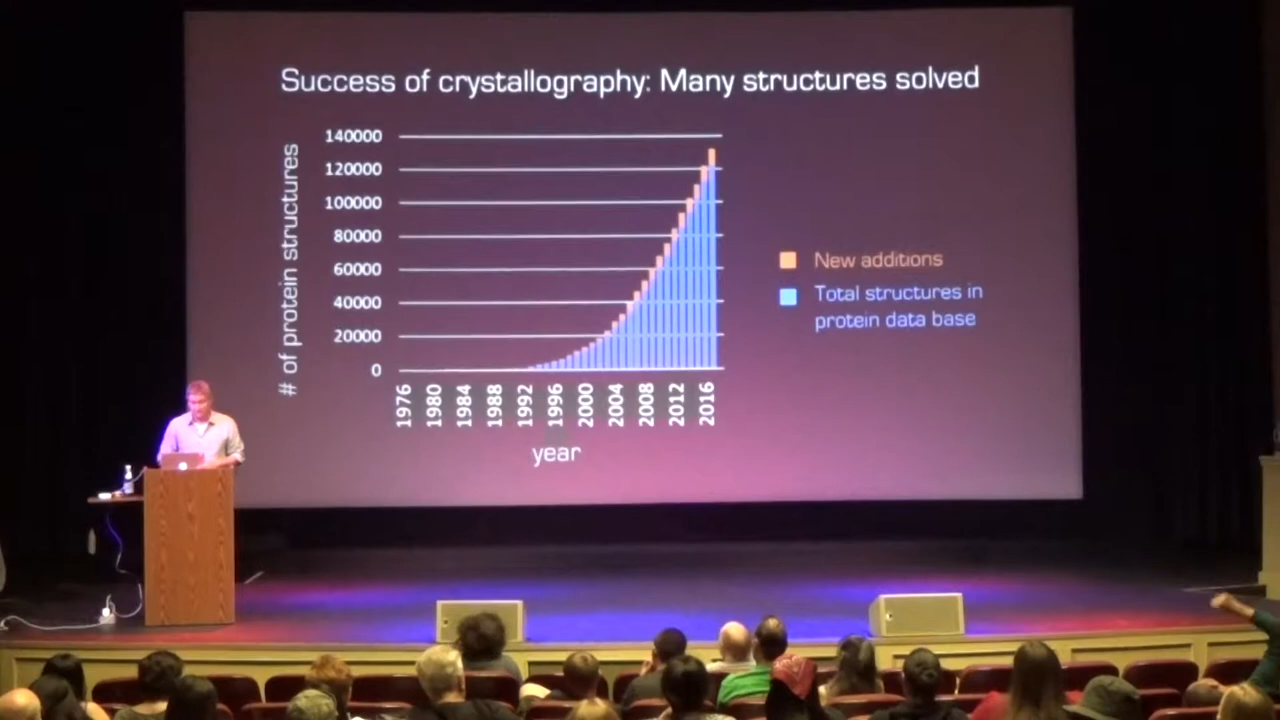 Success of crystallography: Many structures solved
# of protein structures
140000
120000
100000
80000
60000
40000
20000
0
1976 1980 1984 1988 1992 1996 2000 2004 2008 2012 2016
year
New additions
Total structures in
protein data base